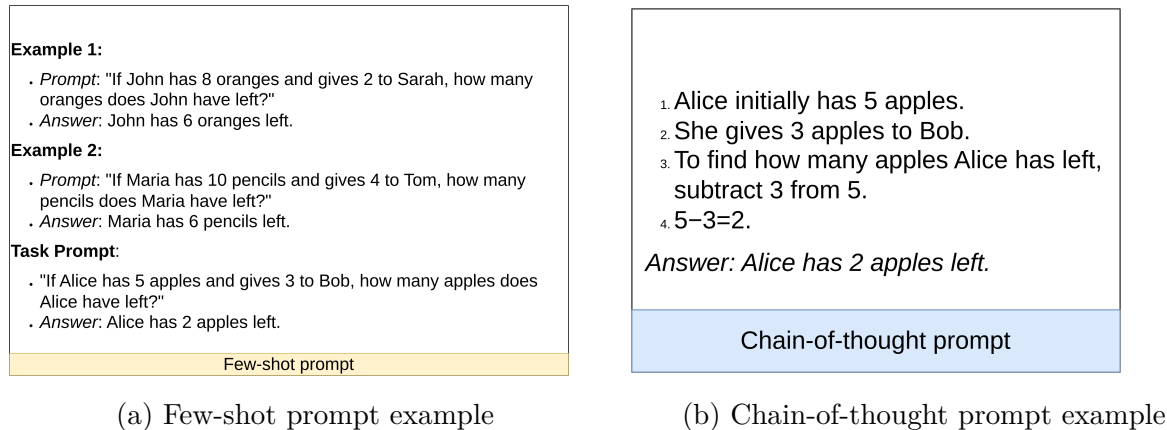 Example 1:
• Prompt: "If John has 8 oranges and gives 2 to Sarah, how many
oranges does John have left?"
• Answer: John has 6 oranges left.
Example 2:
• Prompt: "If Maria has 10 pencils and gives 4 to Tom, how many
pencils does Maria have left?"
• Answer: Maria has 6 pencils left.
Task Prompt:
• "If Alice has 5 apples and gives 3 to Bob, how many apples does
Alice have left?"
• Answer: Alice has 2 apples left.
Few-shot prompt
(a) Few-shot prompt example
1. Alice initially has 5 apples.
2. She gives 3 apples to Bob.
3. To find how many apples Alice has left,
subtract 3 from 5.
4. 5−3=2.
Answer: Alice has 2 apples left.
Chain-of-thought prompt
(b) Chain-of-thought prompt example